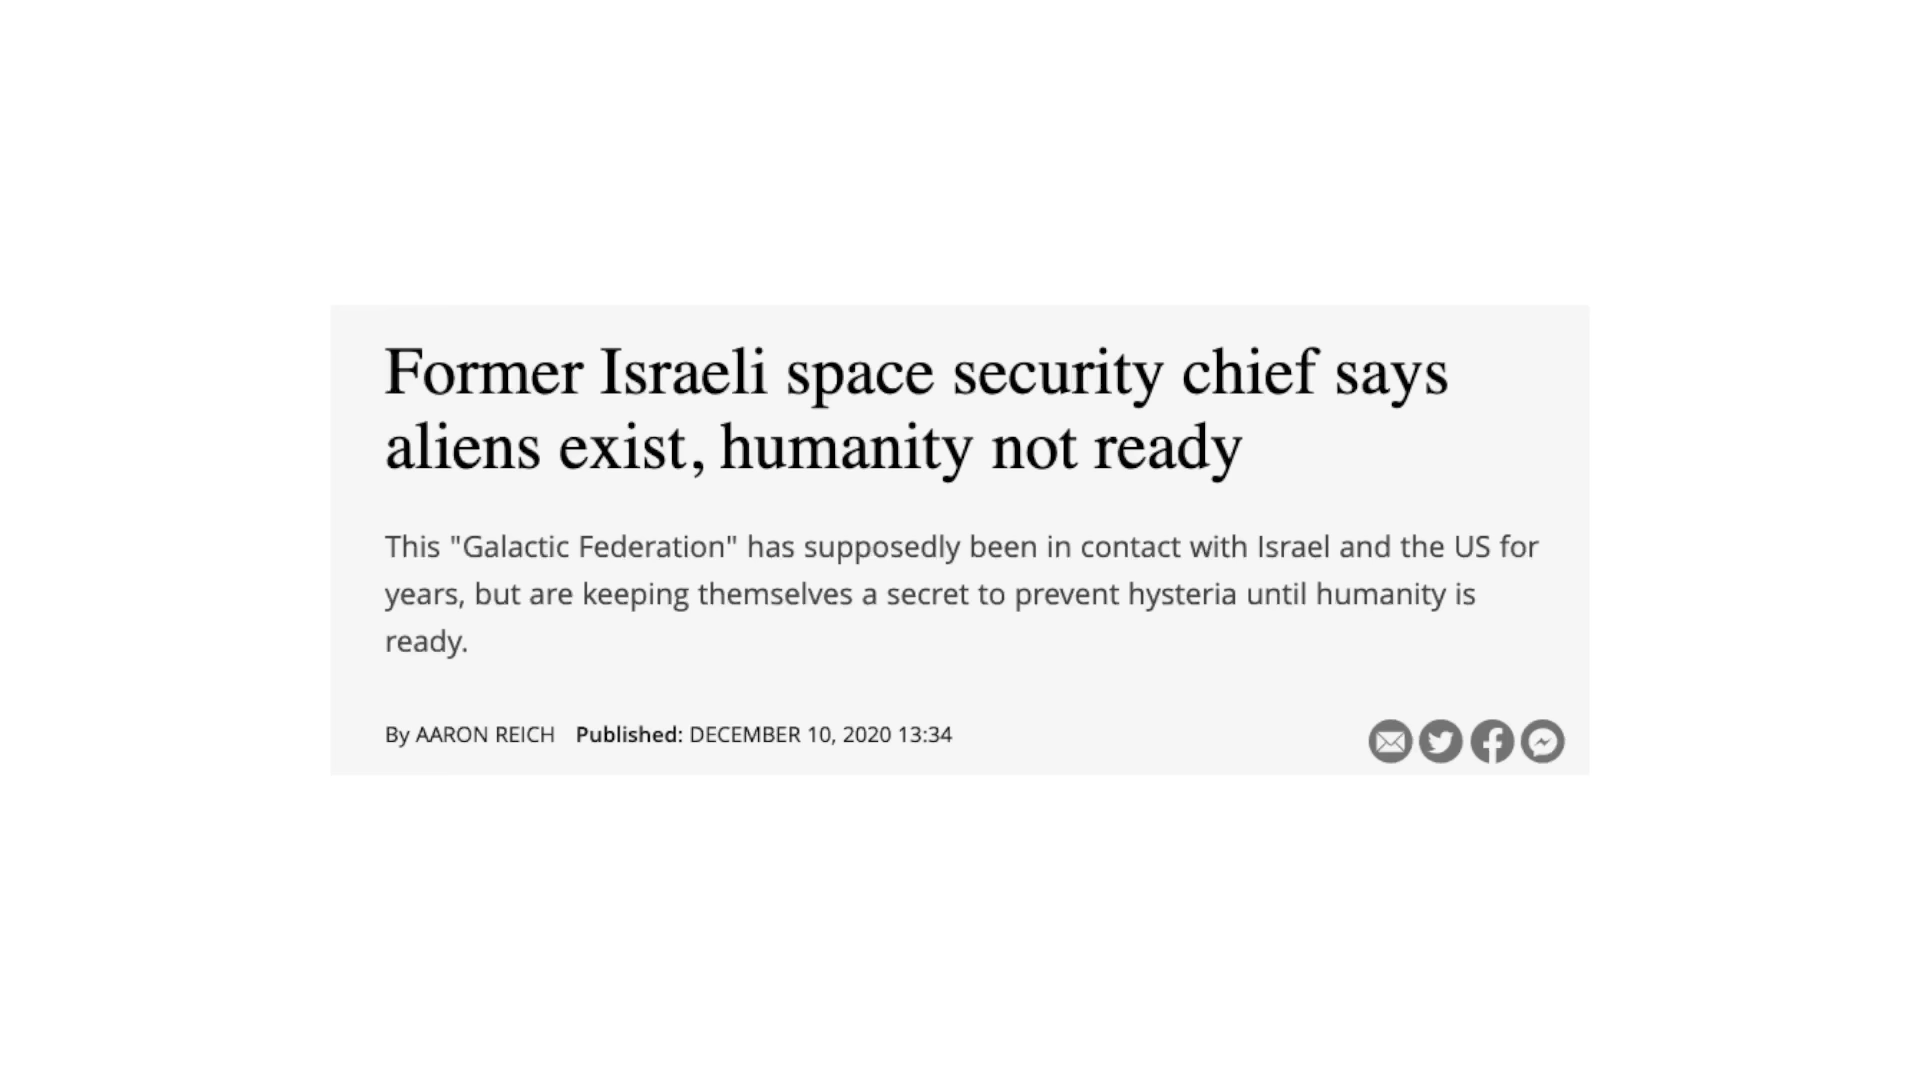 Former Israeli space security chief says
aliens exist, humanity not ready
This "Galactic Federation" has supposedly been in contact with Israel and the US for
years, but are keeping themselves a secret to prevent hysteria until humanity is
ready.
By AARON REICH Published: DECEMBER 10, 2020 13:34